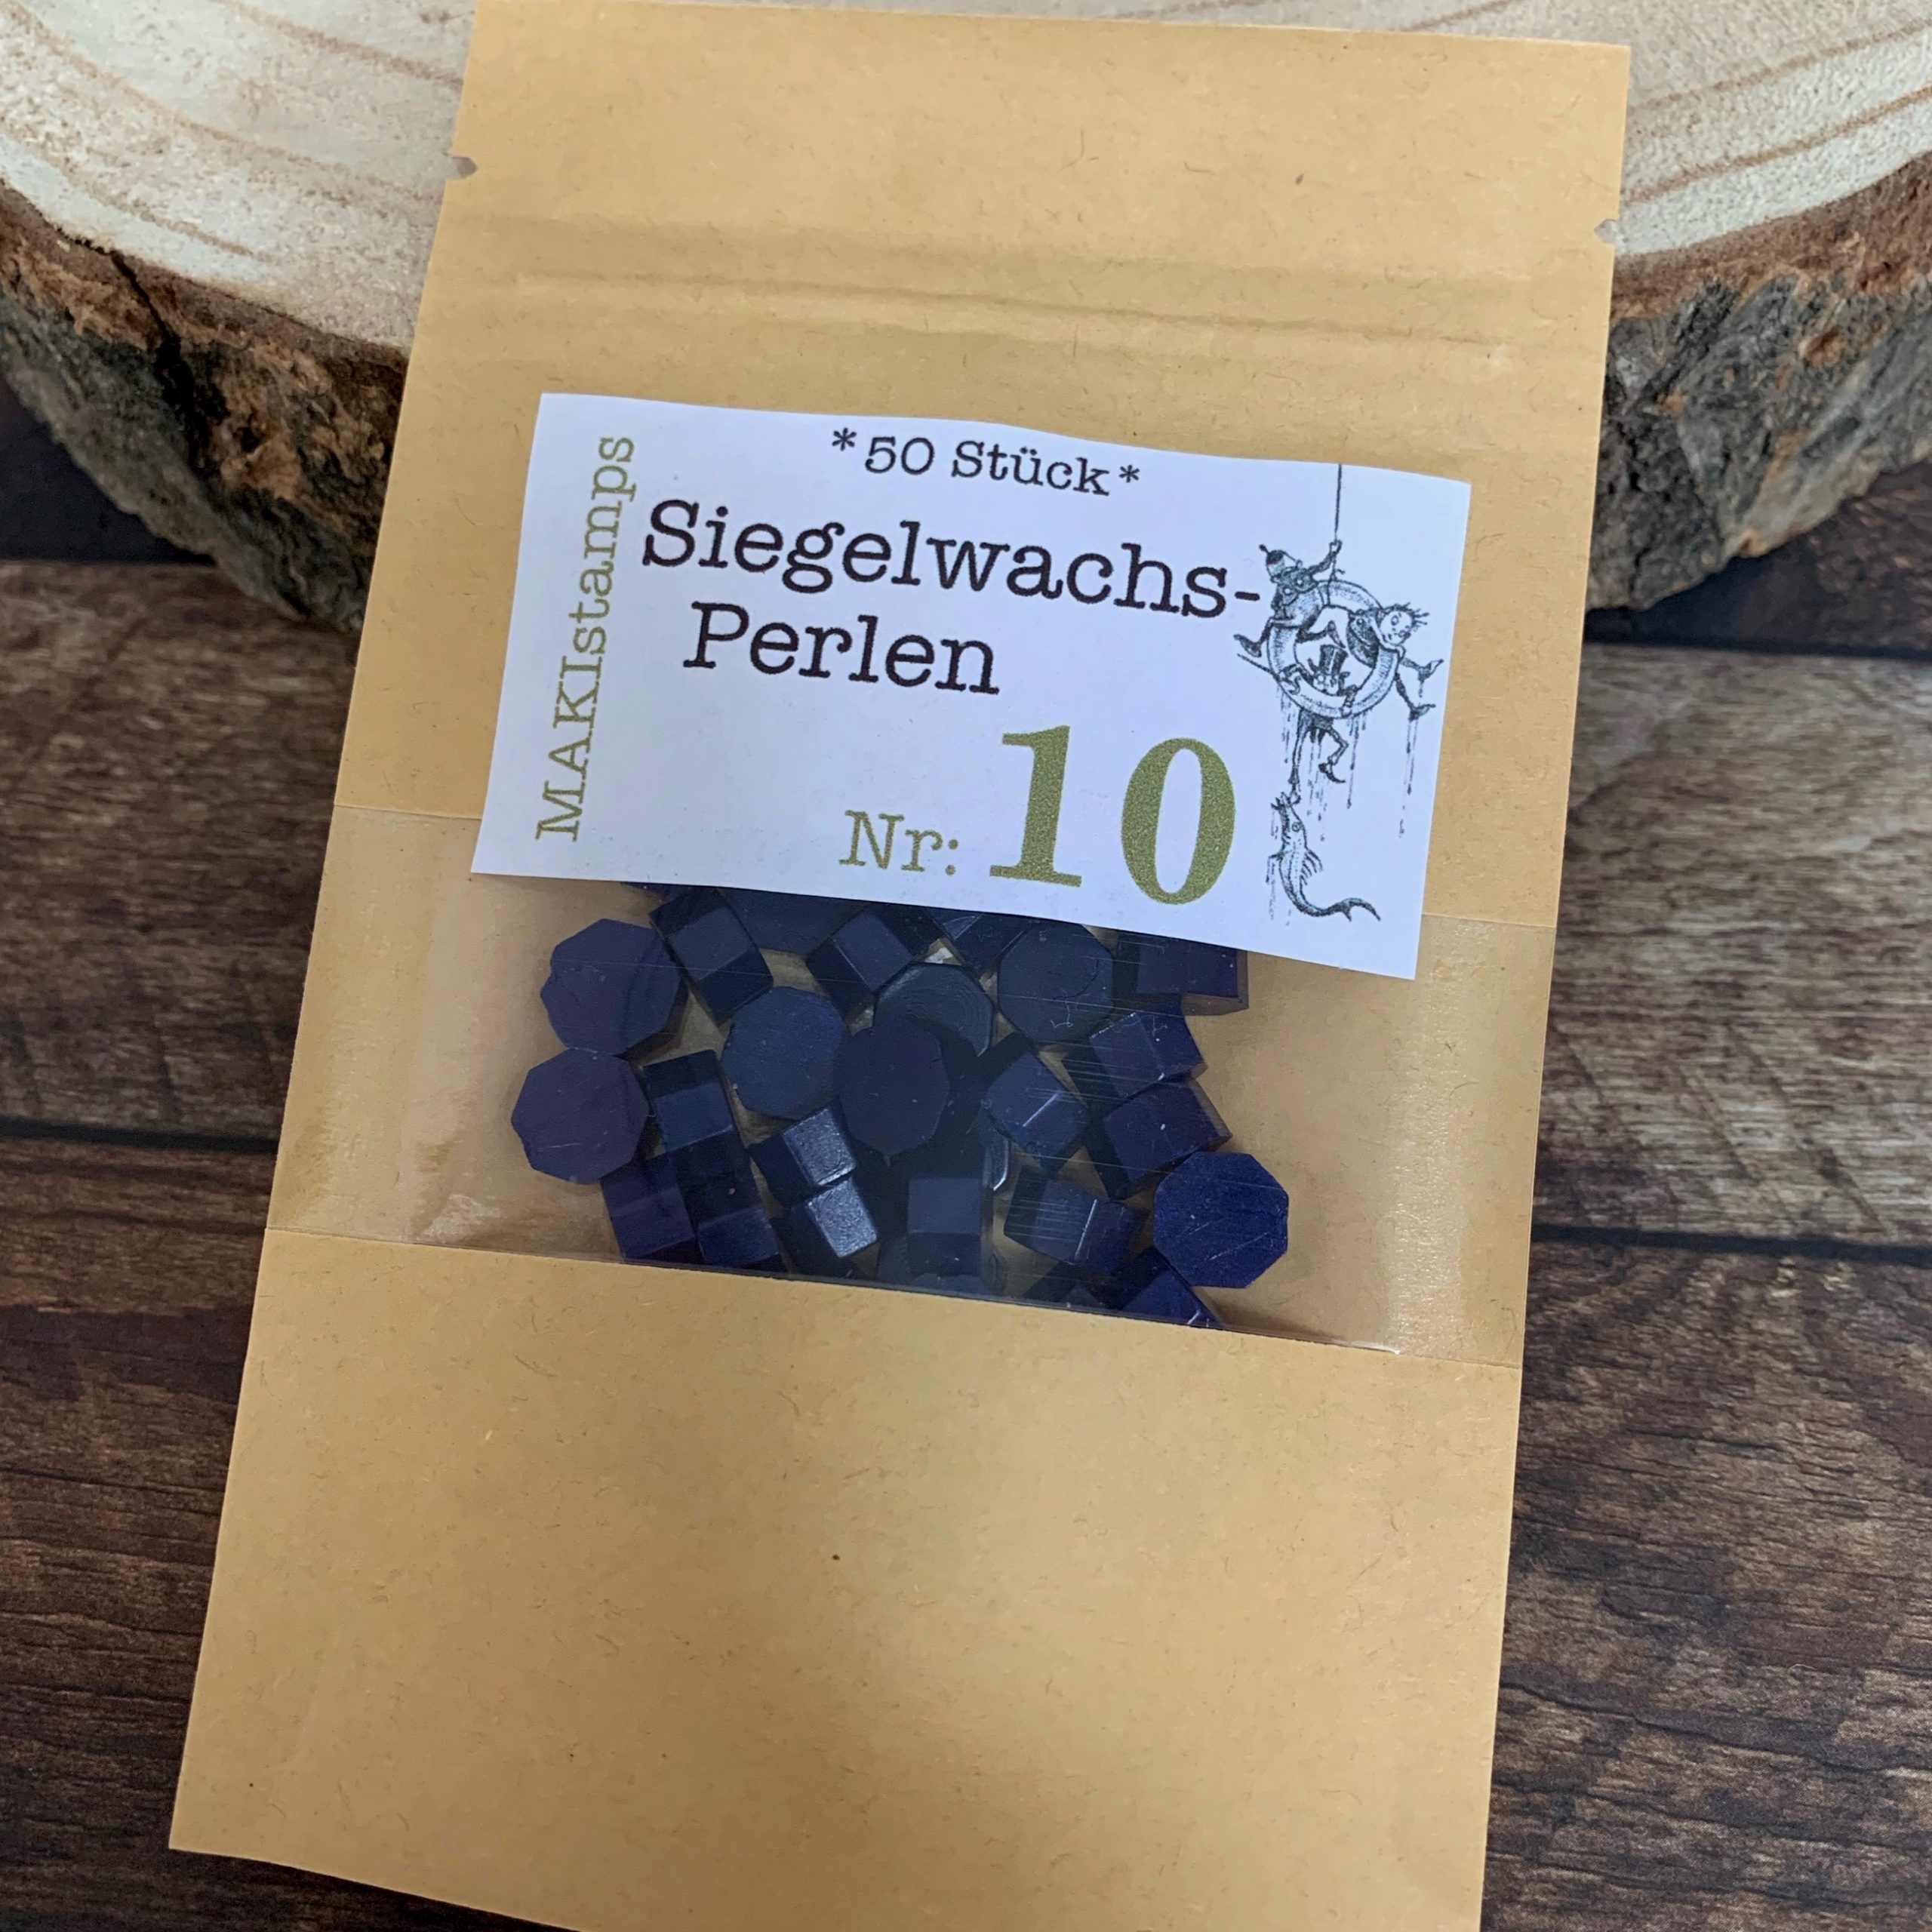 *50 Stück*
MAKIstamps
Siegelwachs-
Perlen
Nr: 10